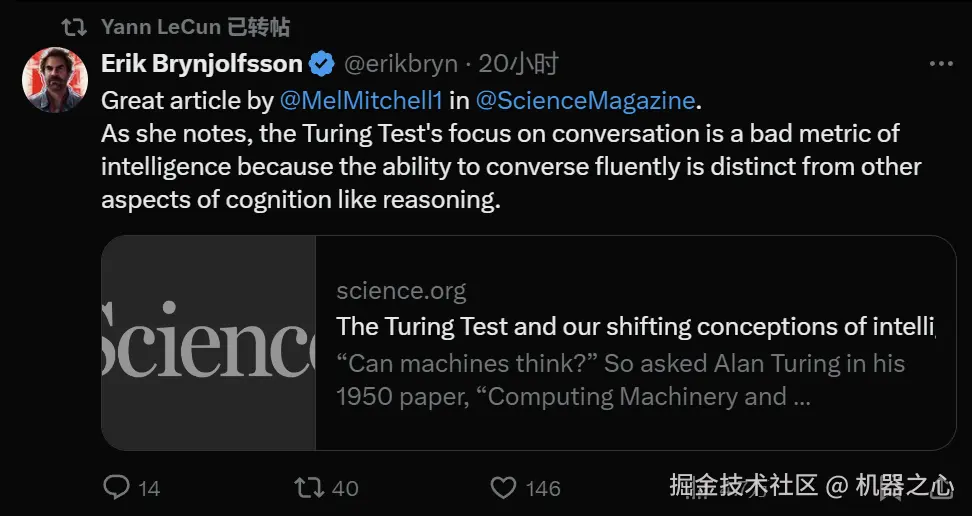 Yann LeCun 已转帖
Erik Brynjolfsson @erikbryn · 20小时
Great article by @MelMitchell1 in @ScienceMagazine.
As she notes, the Turing Test's focus on conversation is a bad metric of
intelligence because the ability to converse fluently is distinct from other
aspects of cognition like reasoning.
Science
science.org
The Turing Test and our shifting conceptions of intelli
“Can machines think?” So asked Alan Turing in his
1950 paper, “Computing Machinery and ...
14 40 146
掘金技术社区 @ 机器之心